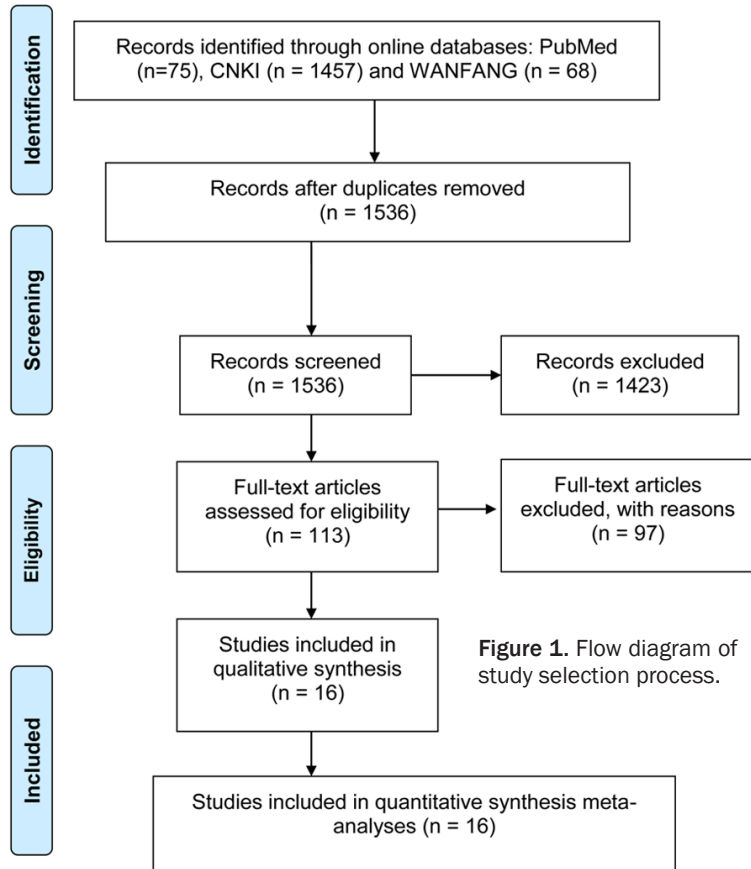 Identification
Records identified through online databases: PubMed
(n=75), CNKI (n = 1457) and WANFANG (n = 68)
Records after duplicates removed
(n = 1536)
Screening
Records screened
(n = 1536)
Records excluded
(n = 1423)
Eligibility
Full-text articles
assessed for eligibility
(n = 113)
Full-text articles
excluded, with reasons
(n = 97)
Studies included in
qualitative synthesis
(n = 16)
Figure 1. Flow diagram of
study selection process.
Included
Studies included in quantitative synthesis meta-
analyses (n = 16)